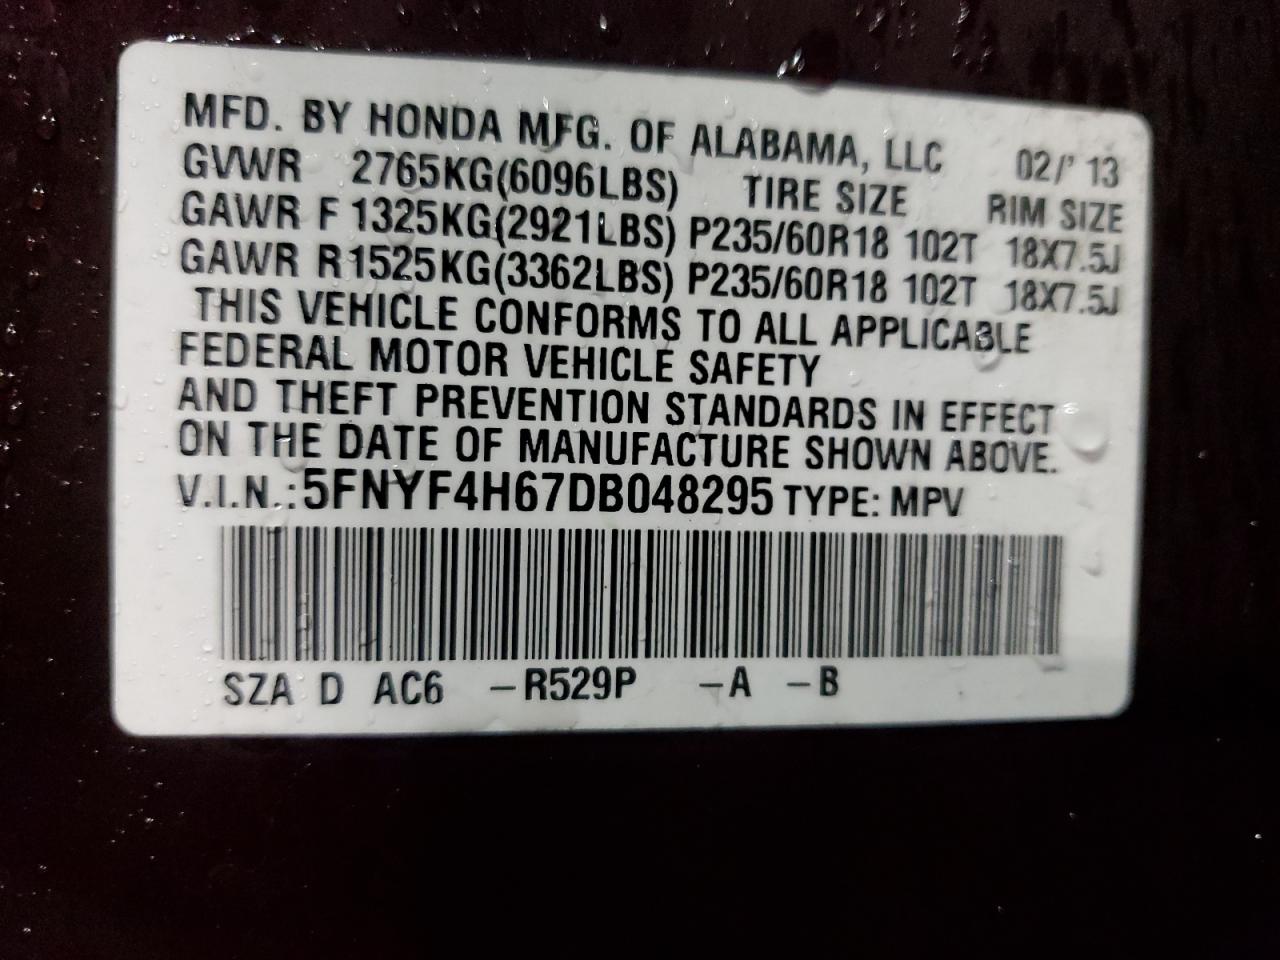 MFD. BY HONDA MFG. OF ALABAMA, LLC 02/' 13
GVWR 2765KG(6096LBS) TIRE SIZE RIM SIZE
GAWR F 1325KG(2921LBS) P235/60R18 102T 18X7.5J
GAWR R 1525KG(3362LBS) P235/60R18 102T 18X7.5J
THIS VEHICLE CONFORMS TO ALL APPLICABLE
FEDERAL MOTOR VEHICLE SAFETY
AND THEFT PREVENTION STANDARDS IN EFFECT
ON THE DATE OF MANUFACTURE SHOWN ABOVE.
V.I.N.: 5FNYF4H67DB048295 TYPE: MPV
SZA D AC6 –R529P –A –B